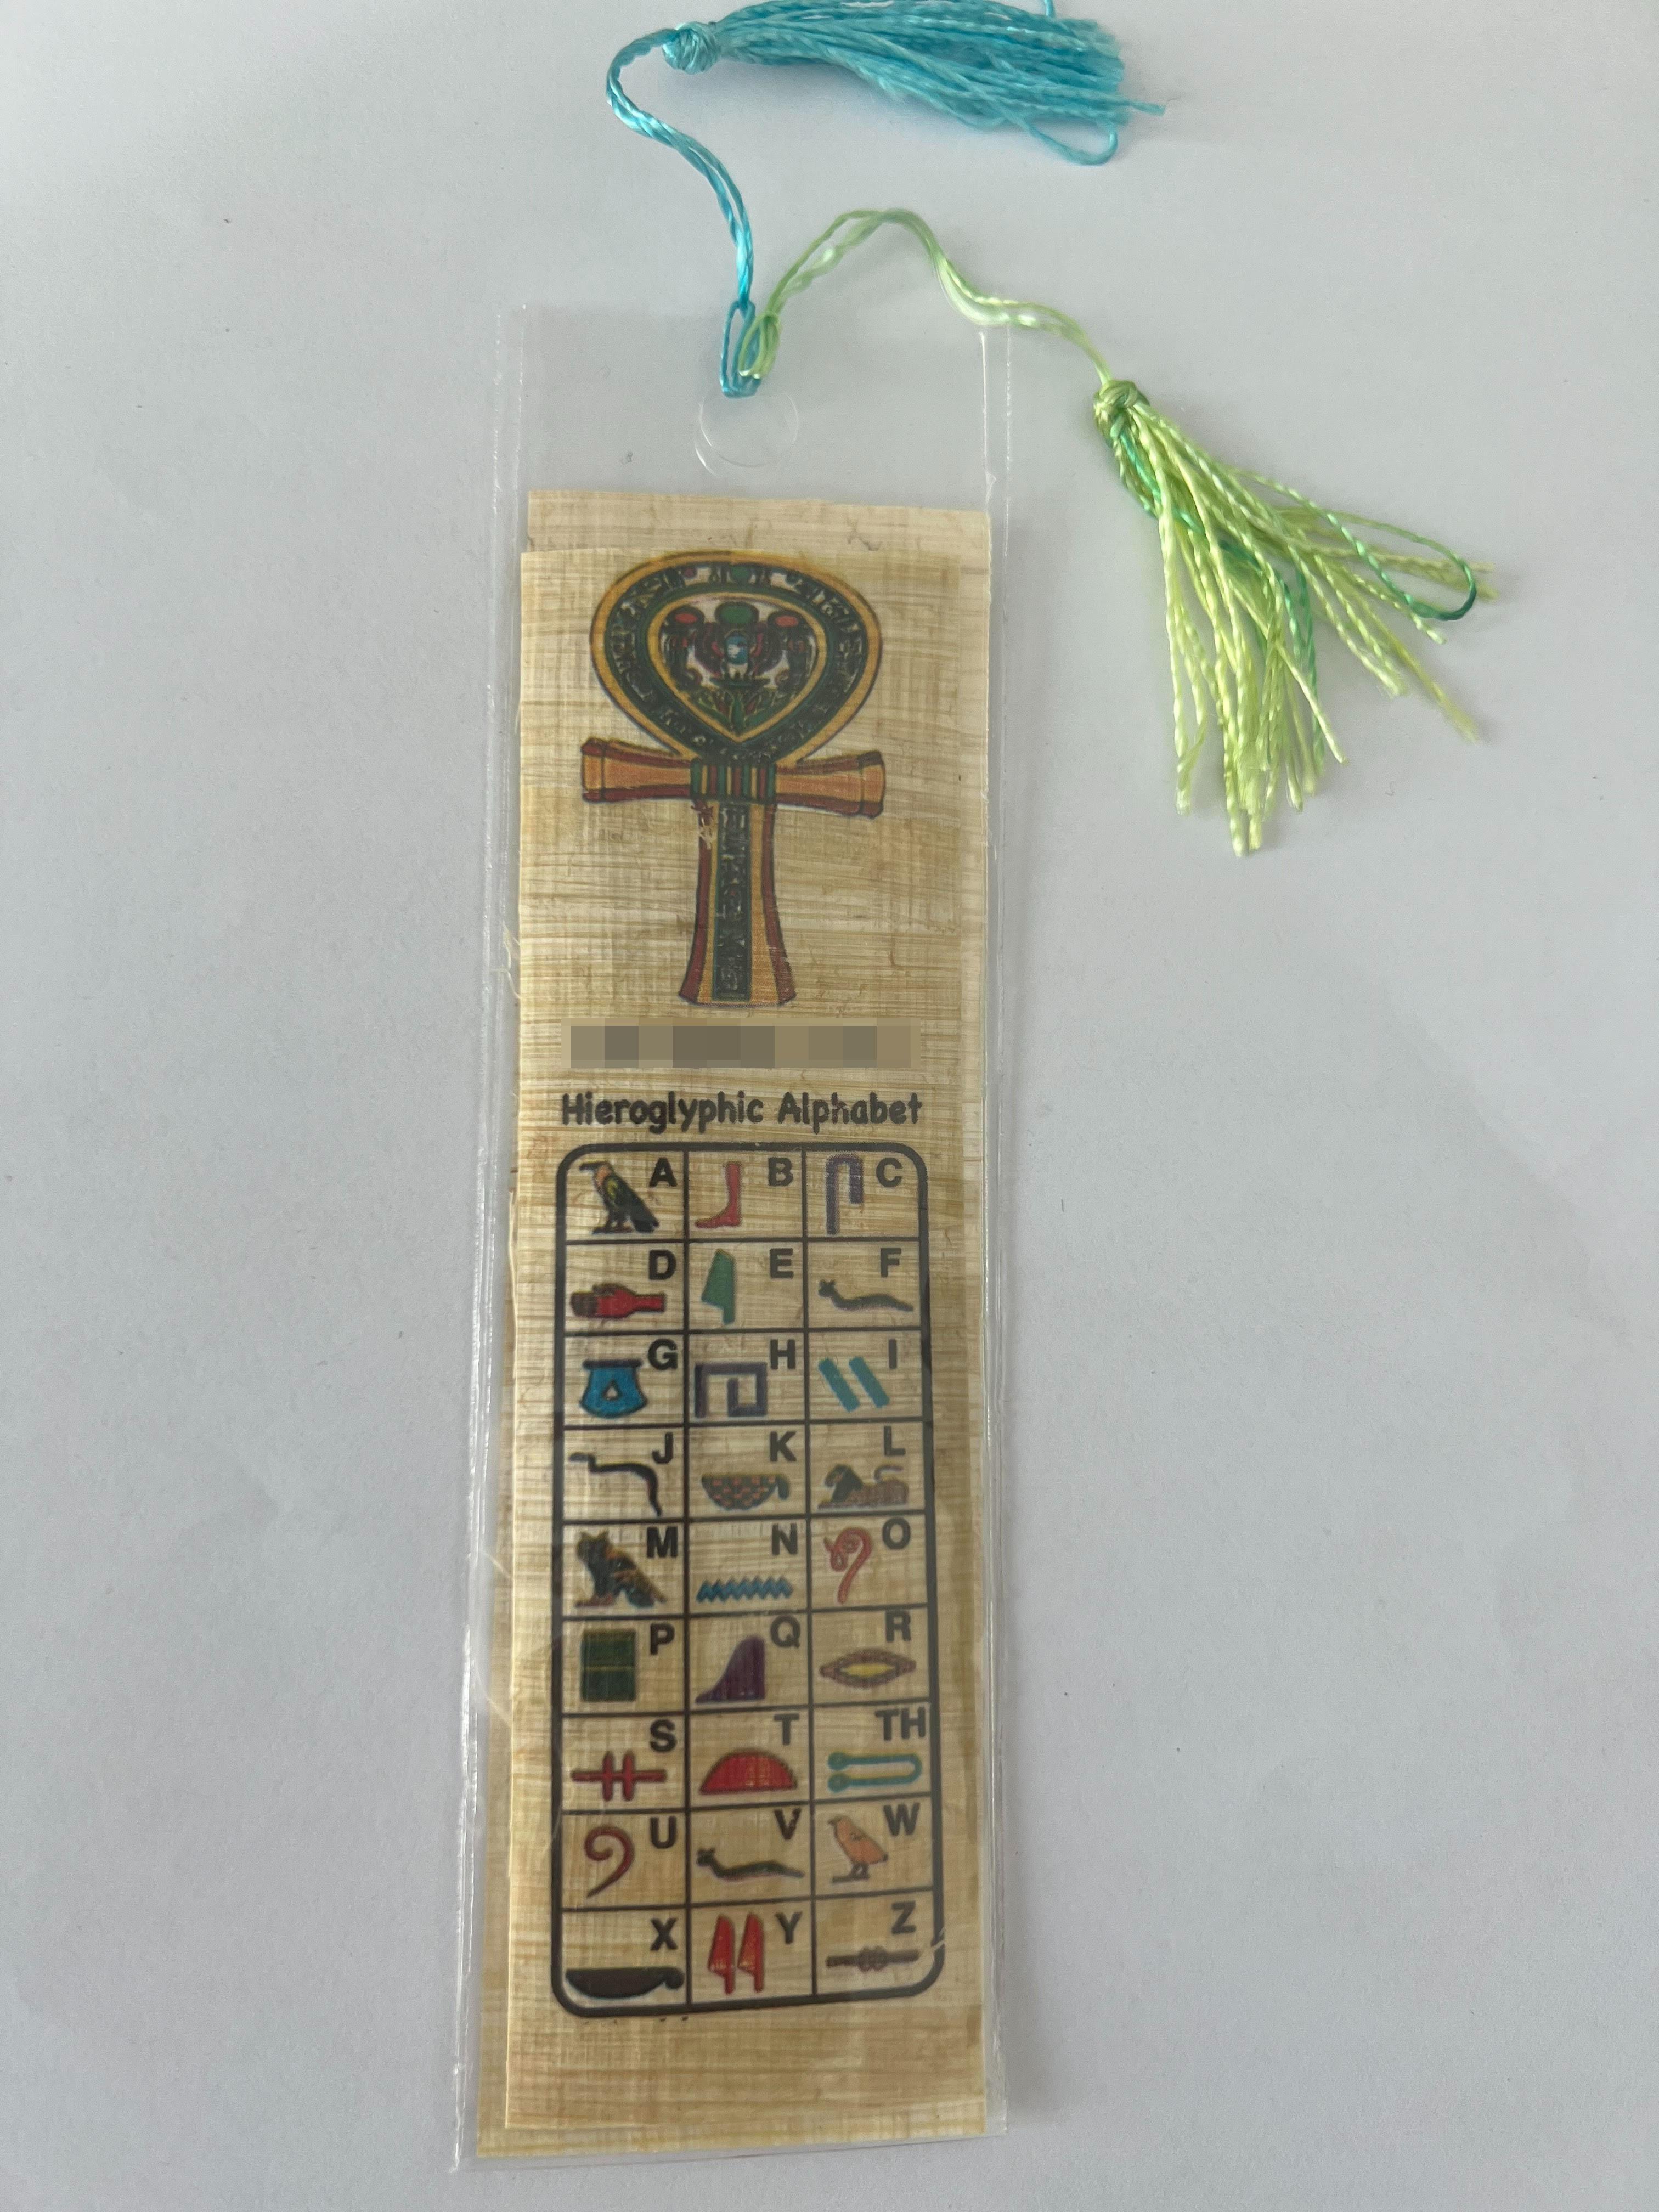 Hieroglyphic Alphabet
A B C
D E F
G H I
J K L
M N O
P Q R
S T TH
U V W
X Y Z